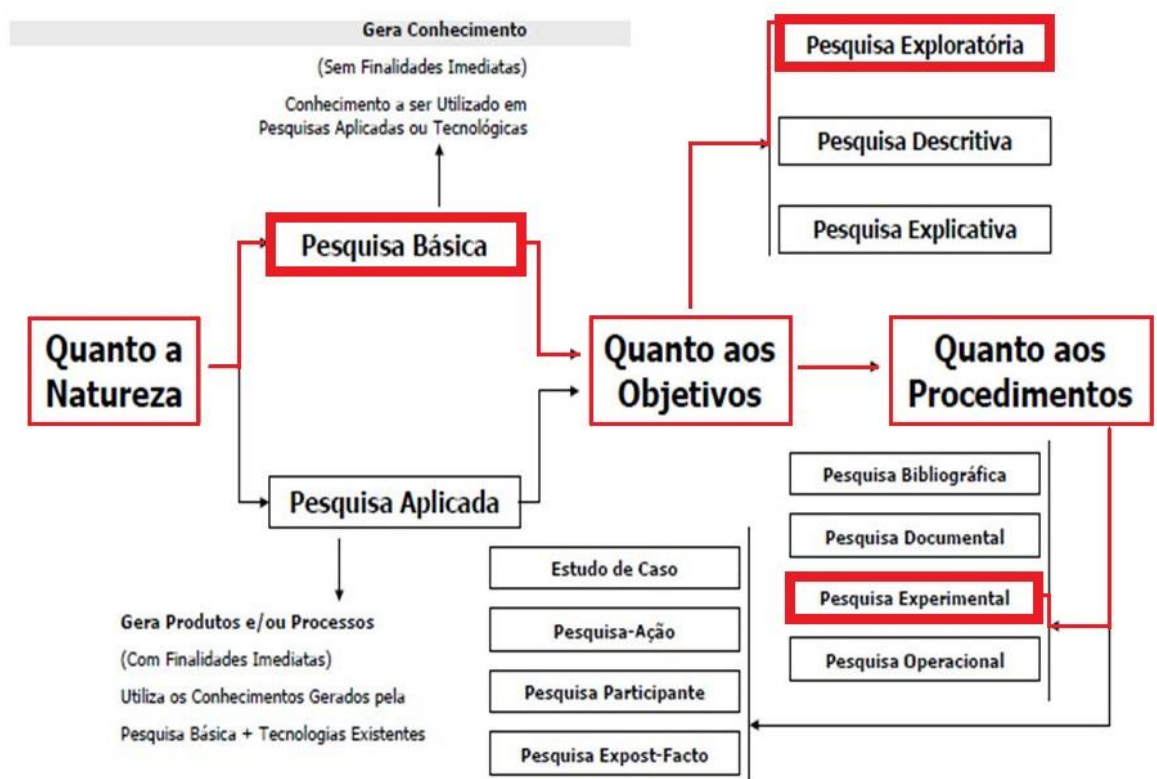 Gera Conhecimento
(Sem Finalidades Imediatas)
Conhecimento a ser Utilizado em
Pesquisas Aplicadas ou Tecnológicas
Pesquisa Exploratória
Pesquisa Descritiva
Pesquisa Explicativa
Pesquisa Básica
Quanto a
Natureza
Quanto aos
Objetivos
Quanto aos
Procedimentos
Pesquisa Aplicada
Pesquisa Bibliográfica
Pesquisa Documental
Pesquisa Experimental
Pesquisa Operacional
Estudo de Caso
Pesquisa-Ação
Pesquisa Participante
Pesquisa Expost-Facto
Gera Produtos e/ou Processos
(Com Finalidades Imediatas)
Utiliza os Conhecimentos Gerados pela
Pesquisa Básica + Tecnologias Existentes